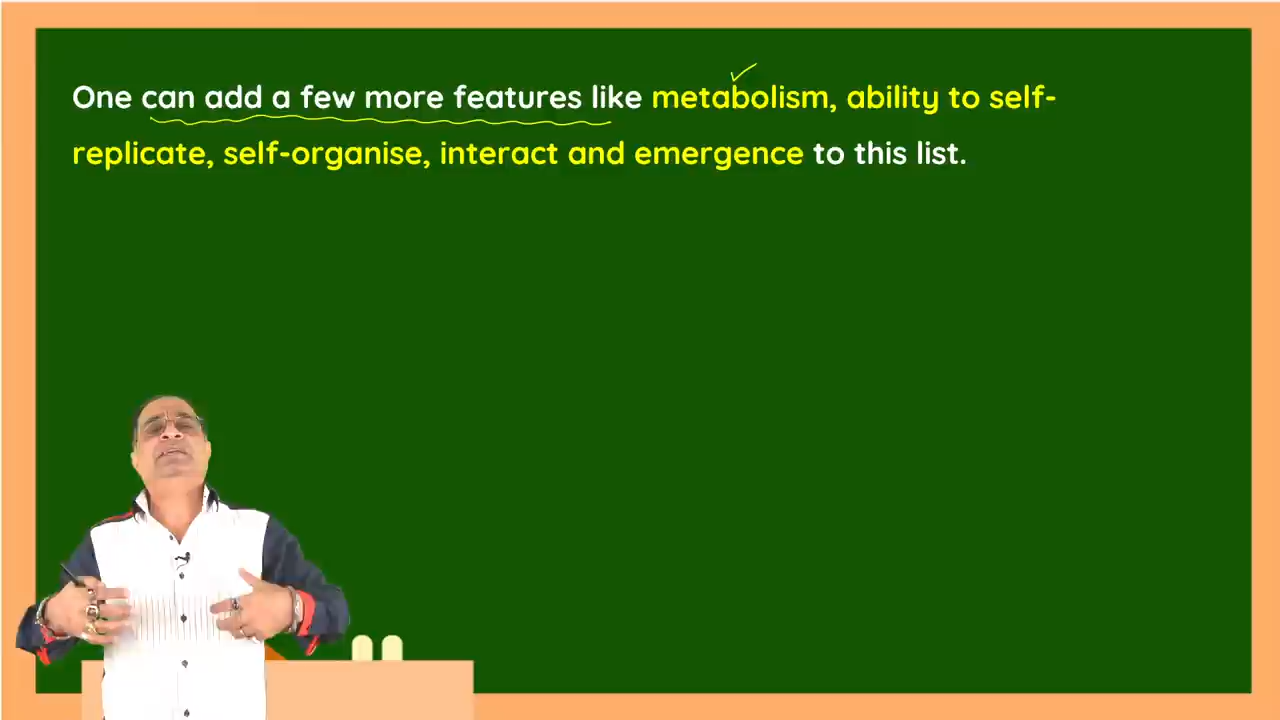 One can add a few more features like metabolism, ability to self-
replicate, self-organise, interact and emergence to this list.